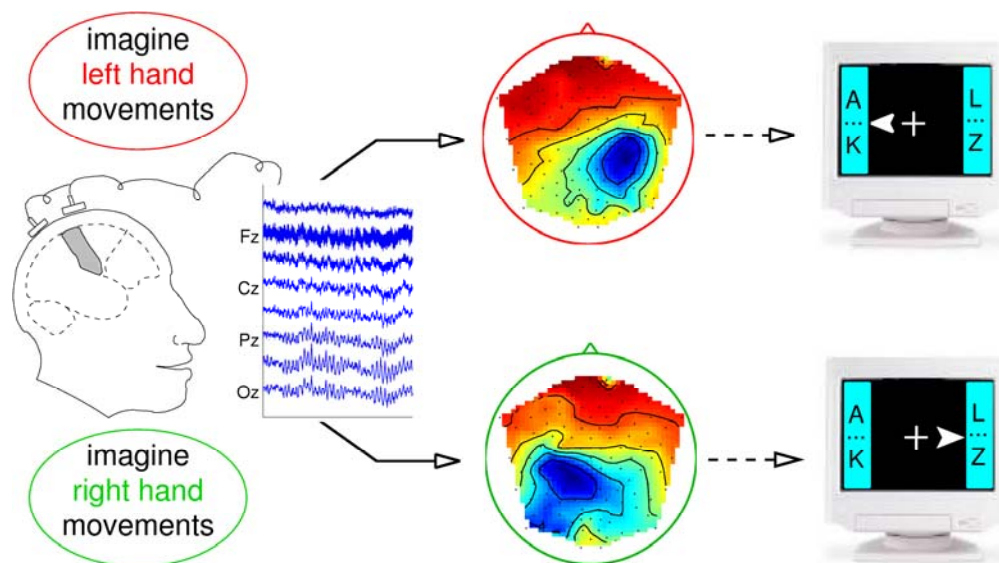 imagine
left hand
movements
Fz
Cz
Pz
Oz
imagine
right hand
movements
A
...
K
L
...
Z
A
...
K
L
...
Z